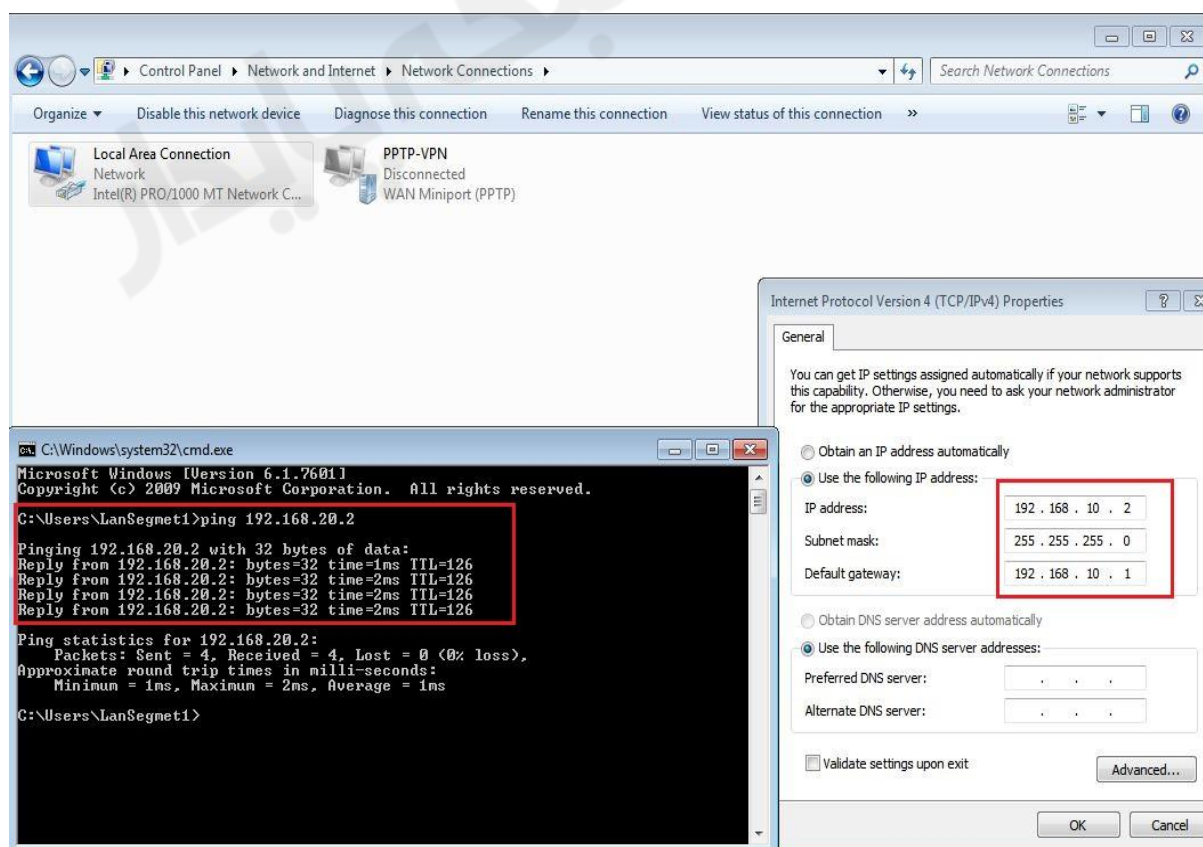 Control Panel ▸ Network and Internet ▸ Network Connections ▸
Search Network Connections
Organize
Disable this network device
Diagnose this connection
Rename this connection
View status of this connection
»
Local Area Connection
Network
Intel(R) PRO/1000 MT Network C...
PPTP-VPN
Disconnected
WAN Miniport (PPTP)
Internet Protocol Version 4 (TCP/IPv4) Properties
General
You can get IP settings assigned automatically if your network supports
this capability. Otherwise, you need to ask your network administrator
for the appropriate IP settings.
Obtain an IP address automatically
Use the following IP address:
IP address: 192 . 168 . 10 . 2
Subnet mask: 255 . 255 . 255 . 0
Default gateway: 192 . 168 . 10 . 1
Obtain DNS server address automatically
Use the following DNS server addresses:
Preferred DNS server: . . .
Alternate DNS server: . . .
Validate settings upon exit
Advanced...
OK
Cancel
C:\Windows\system32\cmd.exe
Microsoft Windows [Version 6.1.7601]
Copyright (c) 2009 Microsoft Corporation. All rights reserved.
C:\Users\LanSegmet1>ping 192.168.20.2
Pinging 192.168.20.2 with 32 bytes of data:
Reply from 192.168.20.2: bytes=32 time=1ms TTL=126
Reply from 192.168.20.2: bytes=32 time=2ms TTL=126
Reply from 192.168.20.2: bytes=32 time=2ms TTL=126
Reply from 192.168.20.2: bytes=32 time=2ms TTL=126
Ping statistics for 192.168.20.2:
Packets: Sent = 4, Received = 4, Lost = 0 (0% loss),
Approximate round trip times in milli-seconds:
Minimum = 1ms, Maximum = 2ms, Average = 1ms
C:\Users\LanSegmet1>